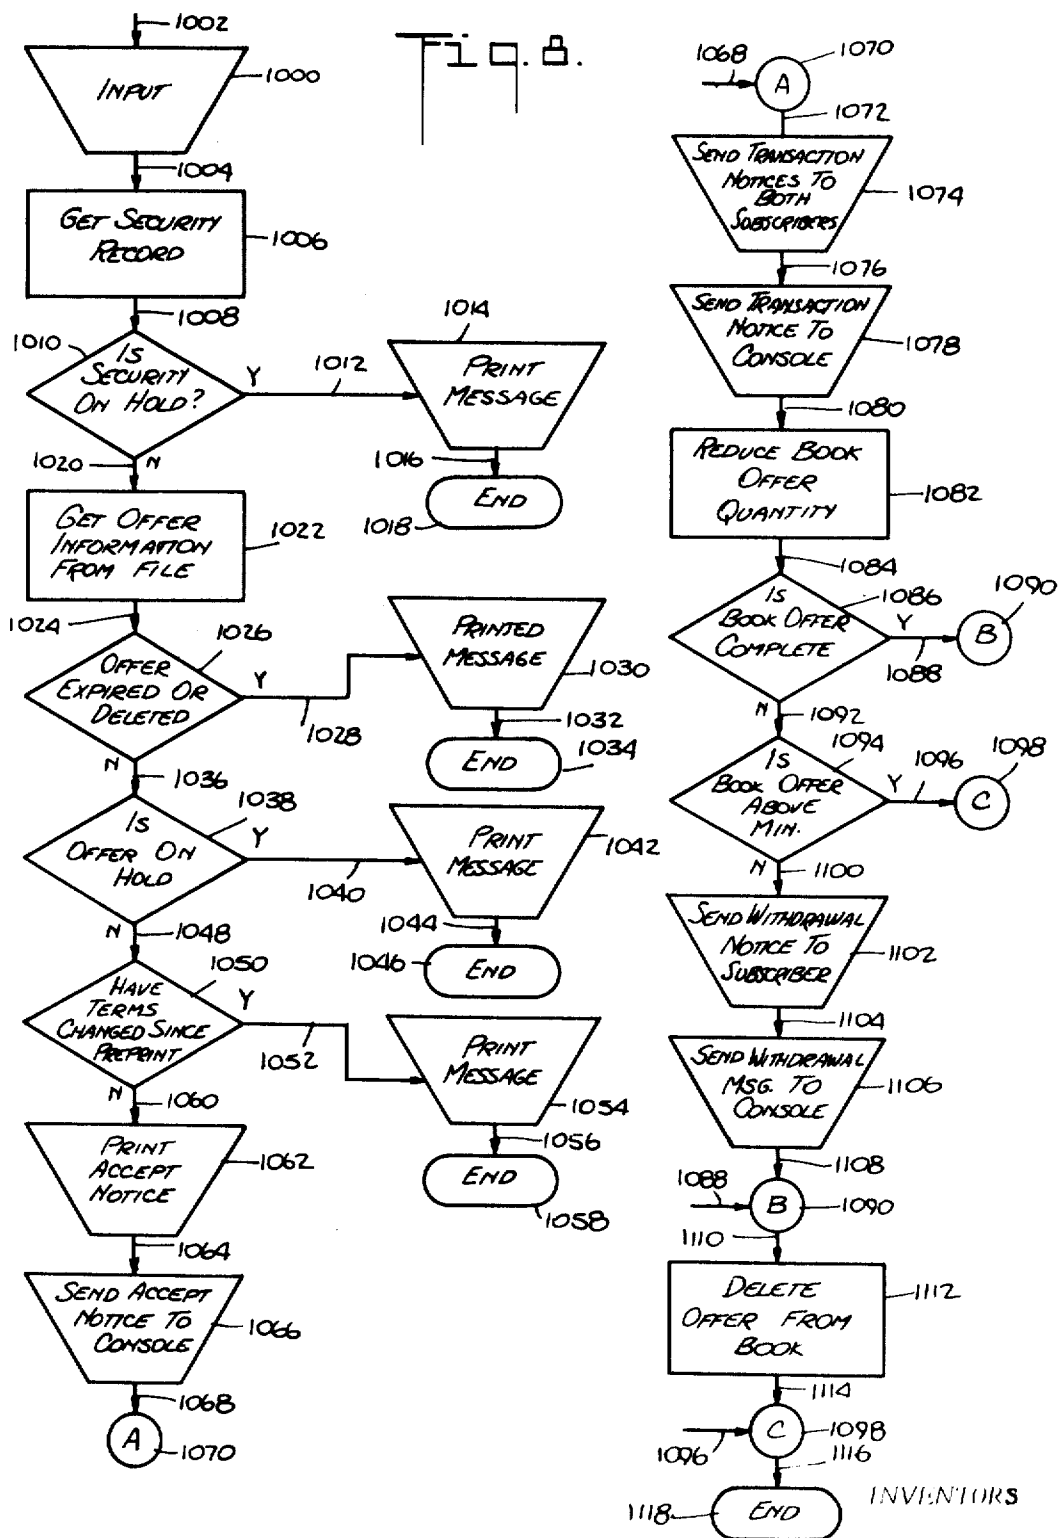 Fig. 8.
1002
INPUT
1000
1004
GET SECURITY
RECORD
1006
1008
1010
IS
SECURITY
ON HOLD?
Y
1012
1014
PRINT
MESSAGE
1016
END
1018
1020
N
GET OFFER
INFORMATION
FROM FILE
1022
1024
1026
OFFER
EXPIRED OR
DELETED
Y
1028
PRINTED
MESSAGE
1030
1032
END
1034
N
1036
1038
IS
OFFER ON
HOLD
Y
1040
PRINT
MESSAGE
1042
1044
END
1046
N
1048
1050
HAVE
TERMS
CHANGED SINCE
PREPRINT
Y
1052
PRINT
MESSAGE
1054
1056
END
1058
N
1060
PRINT
ACCEPT
NOTICE
1062
1064
SEND ACCEPT
NOTICE TO
CONSOLE
1066
1068
A
1070
1068
A
1070
1072
SEND TRANSACTION
NOTICES TO
BOTH
SUBSCRIBERS
1074
1076
SEND TRANSACTION
NOTICE TO
CONSOLE
1078
1080
REDUCE BOOK
OFFER
QUANTITY
1082
1084
IS
BOOK OFFER
COMPLETE
1086
Y
1088
B
1090
N
1092
1094
IS
BOOK OFFER
ABOVE
MIN.
Y
1096
C
1098
N
1100
SEND WITHDRAWAL
NOTICE TO
SUBSCRIBER
1102
1104
SEND WITHDRAWAL
MSG. TO
CONSOLE
1106
1108
1088
B
1090
1110
DELETE
OFFER FROM
BOOK
1112
1114
C
1098
1096
1116
END
1118
INVENTORS